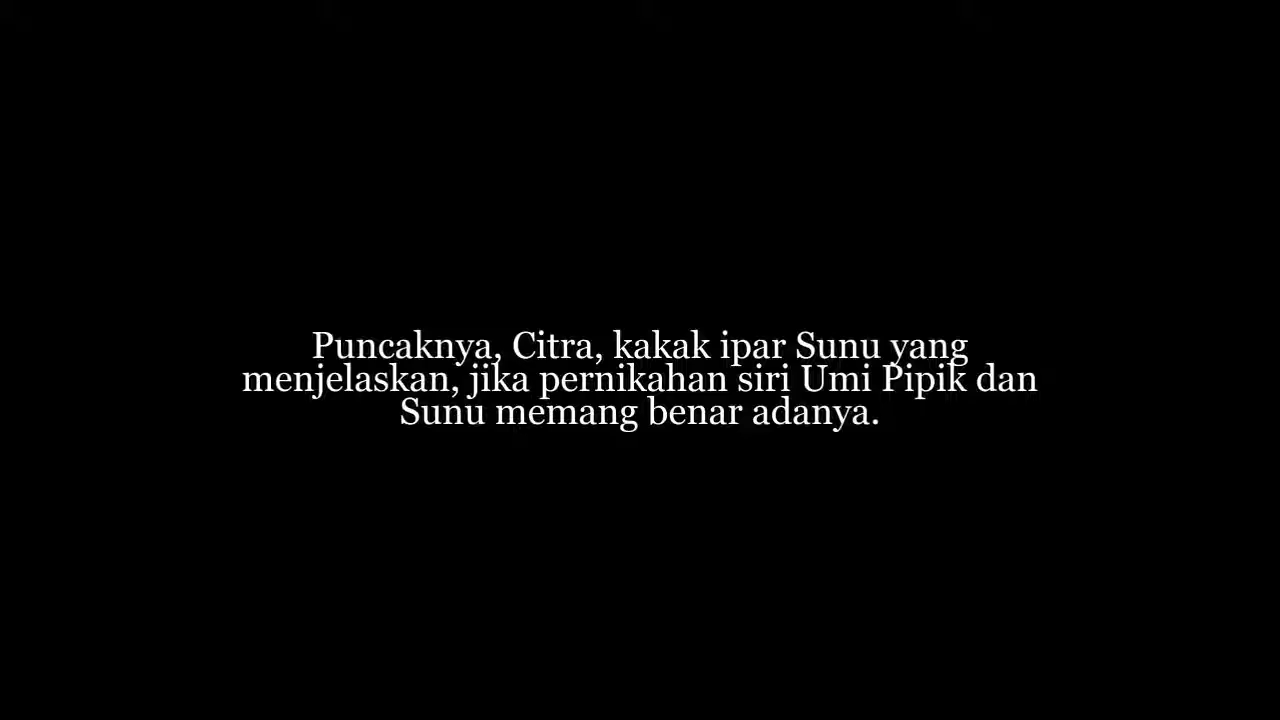 Puncaknya, Citra, kakak ipar Sunu yang
menjelaskan, jika pernikahan siri Umi Pipik dan
Sunu memang benar adanya.